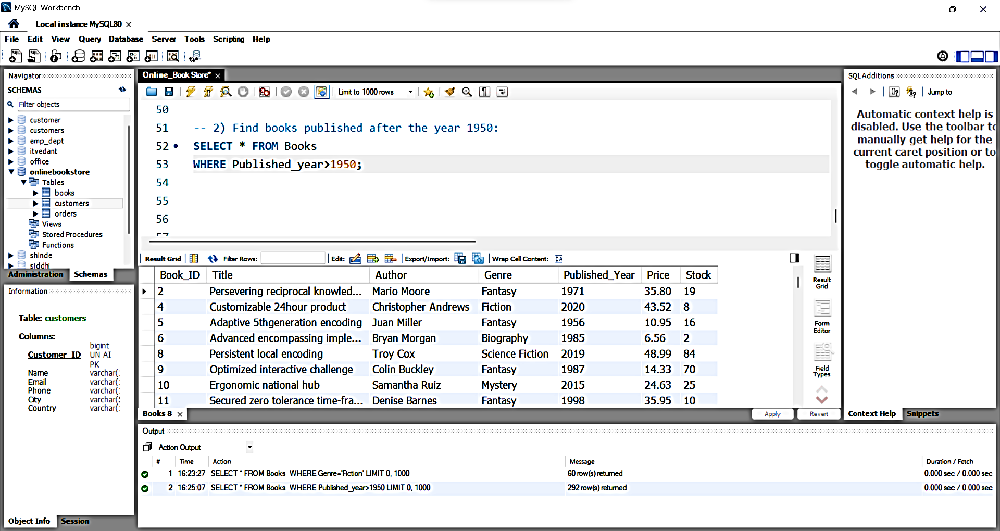 MySQL Workbench
Local instance MySQL80
File Edit View Query Database Server Tools Scripting Help
Navigator
SCHEMAS
Filter objects
customer
customers
emp_dept
itvedant
office
onlinebookstore
Tables
books
customers
orders
Views
Stored Procedures
Functions
shinde
siddhi
Administration Schemas
Information
Table: customers
Columns:
Customer_ID bigint UN AI PK
Name varchar(
Email varchar(
Phone varchar(
City varchar(
Country varchar(
Object Info Session
Online_Book Store*
Limit to 1000 rows
50
51 -- 2) Find books published after the year 1950:
52 SELECT * FROM Books
53 WHERE Published_year>1950;
54
55
56
57
Result Grid Filter Rows: Edit: Export/Import: Wrap Cell Content:
Book_ID Title Author Genre Published_Year Price Stock
2 Persevering reciprocal knowled... Mario Moore Fantasy 1971 35.80 19
4 Customizable 24hour product Christopher Andrews Fiction 2020 43.52 8
5 Adaptive 5thgeneration encoding Juan Miller Fantasy 1956 10.95 16
6 Advanced encompassing imple... Bryan Morgan Biography 1985 6.56 2
8 Persistent local encoding Troy Cox Science Fiction 2019 48.99 84
9 Optimized interactive challenge Colin Buckley Fantasy 1987 14.33 70
10 Ergonomic national hub Samantha Ruiz Mystery 2015 24.63 25
11 Secured zero tolerance time-fra... Denise Barnes Fantasy 1998 35.95 10
Result Grid
Form Editor
Field Types
Books 8
Apply Revert
Output
Action Output
# Time Action Message Duration / Fetch
1 16:23:27 SELECT * FROM Books WHERE Genre='Fiction' LIMIT 0, 1000 60 row(s) returned 0.000 sec / 0.000 sec
2 16:25:07 SELECT * FROM Books WHERE Published_year>1950 LIMIT 0, 1000 292 row(s) returned 0.000 sec / 0.000 sec
SQLAdditions
Jump to
Automatic context help is
disabled. Use the toolbar to
manually get help for the
current caret position or to
toggle automatic help.
Context Help Snippets